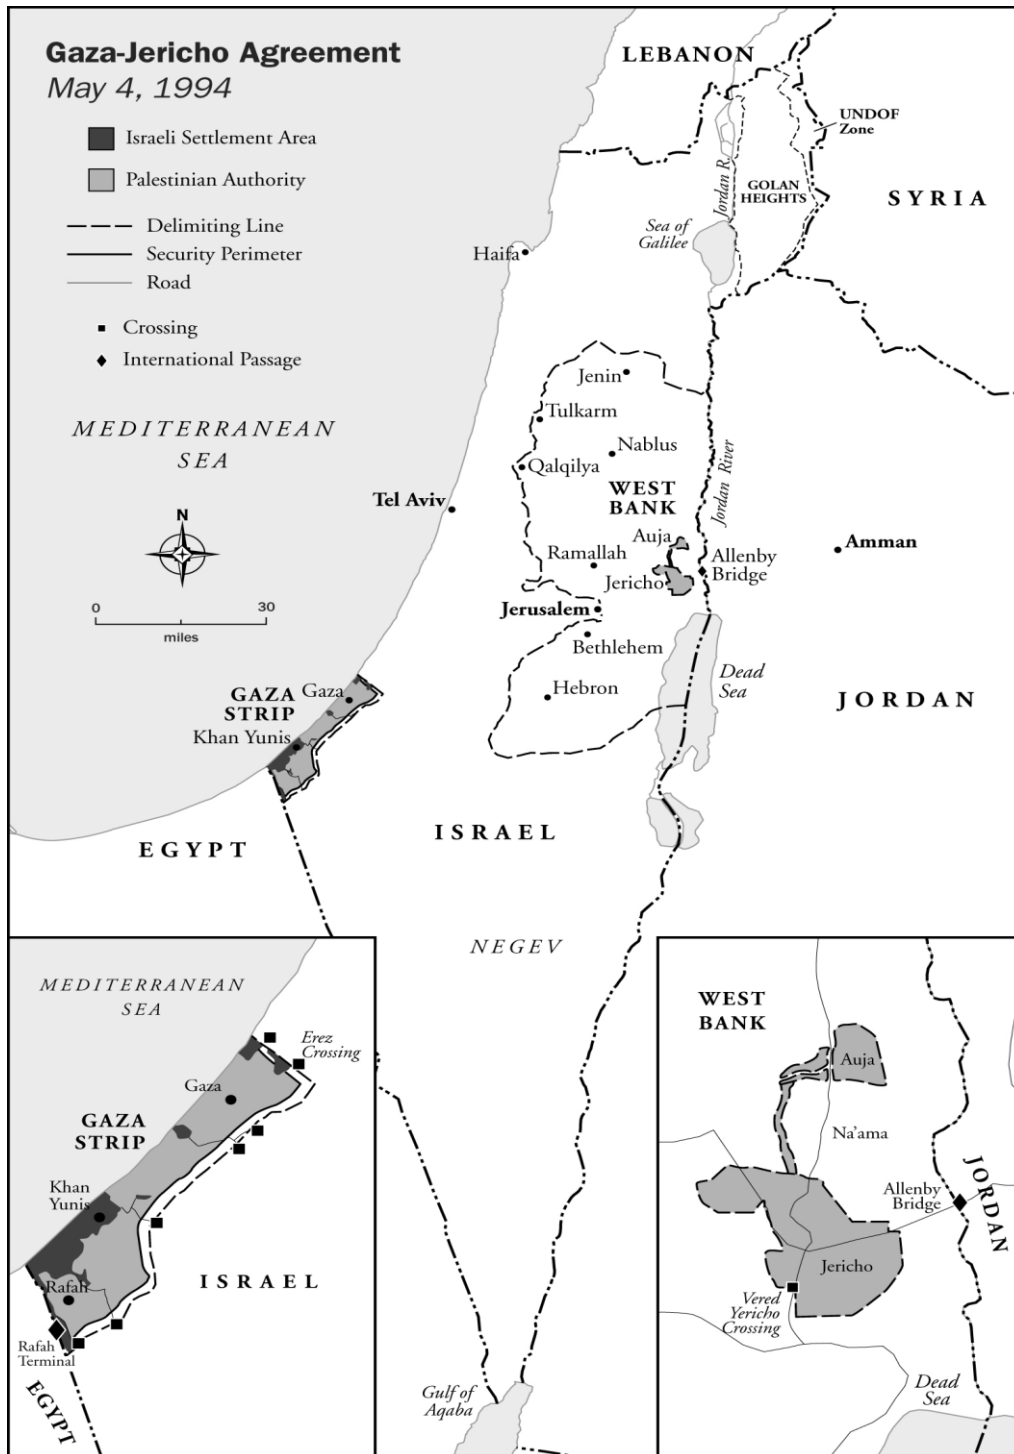 Gaza-Jericho Agreement
May 4, 1994
Israeli Settlement Area
Palestinian Authority
Delimiting Line
Security Perimeter
Road
Crossing
International Passage
LEBANON
UNDOF
Zone
Jordan R.
GOLAN
HEIGHTS
SYRIA
Sea of
Galilee
Haifa
Jenin
Tulkarm
MEDITERRANEAN
SEA
Nablus
Qalqilya
WEST
BANK
Jordan River
Tel Aviv
N
Auja
Amman
Ramallah
Allenby
Bridge
Jericho
0 30
miles
Jerusalem
Bethlehem
Dead
Sea
Hebron
GAZA
STRIP
Gaza
Khan Yunis
JORDAN
ISRAEL
EGYPT
NEGEV
Gulf of
Aqaba
MEDITERRANEAN
SEA
Erez
Crossing
Gaza
GAZA
STRIP
Khan
Yunis
ISRAEL
Rafah
Rafah
Terminal
EGYPT
WEST
BANK
Auja
Na'ama
JORDAN
Allenby
Bridge
Jericho
Vered
Yericho
Crossing
Dead
Sea